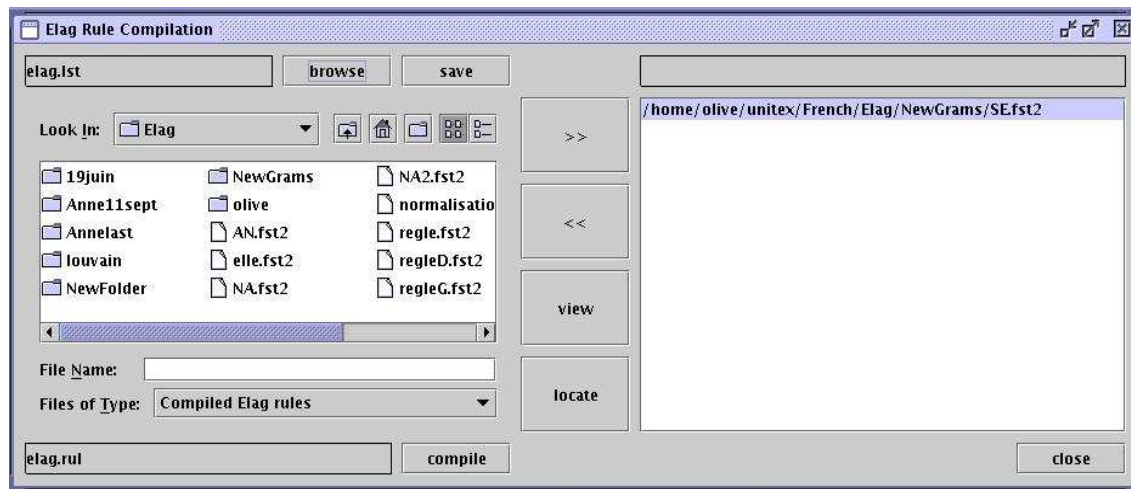 Elag Rule Compilation
elag.lst browse save
Look In: Elag
19juin NewGrams NA2.fst2
Anne11sept olive normalisatio
Annelast AN.fst2 regle.fst2
louvain elle.fst2 regleD.fst2
NewFolder NA.fst2 regleG.fst2
File Name:
Files of Type: Compiled Elag rules
elag.rul compile
>>
<<
view
locate
/home/olive/unitex/French/Elag/NewGrams/SE.fst2
close